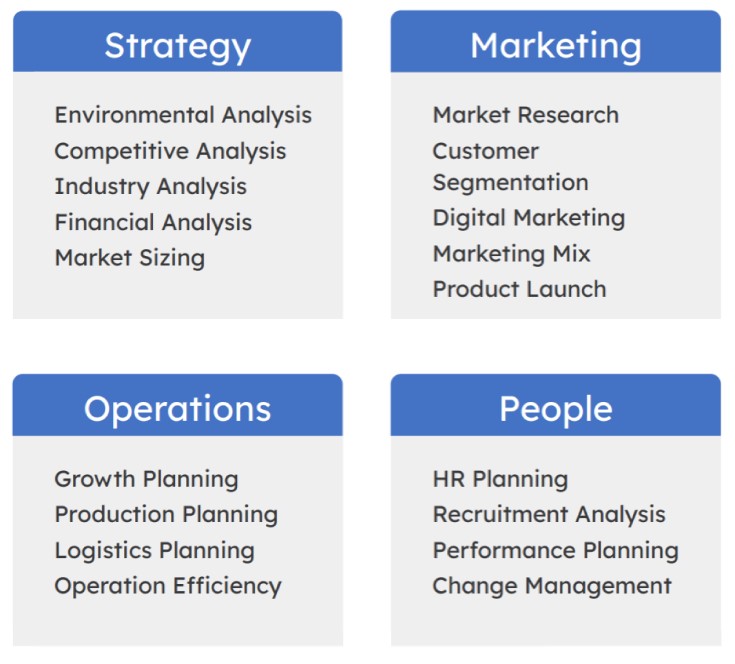 Strategy
Environmental Analysis
Competitive Analysis
Industry Analysis
Financial Analysis
Market Sizing
Marketing
Market Research
Customer
Segmentation
Digital Marketing
Marketing Mix
Product Launch
Operations
Growth Planning
Production Planning
Logistics Planning
Operation Efficiency
People
HR Planning
Recruitment Analysis
Performance Planning
Change Management